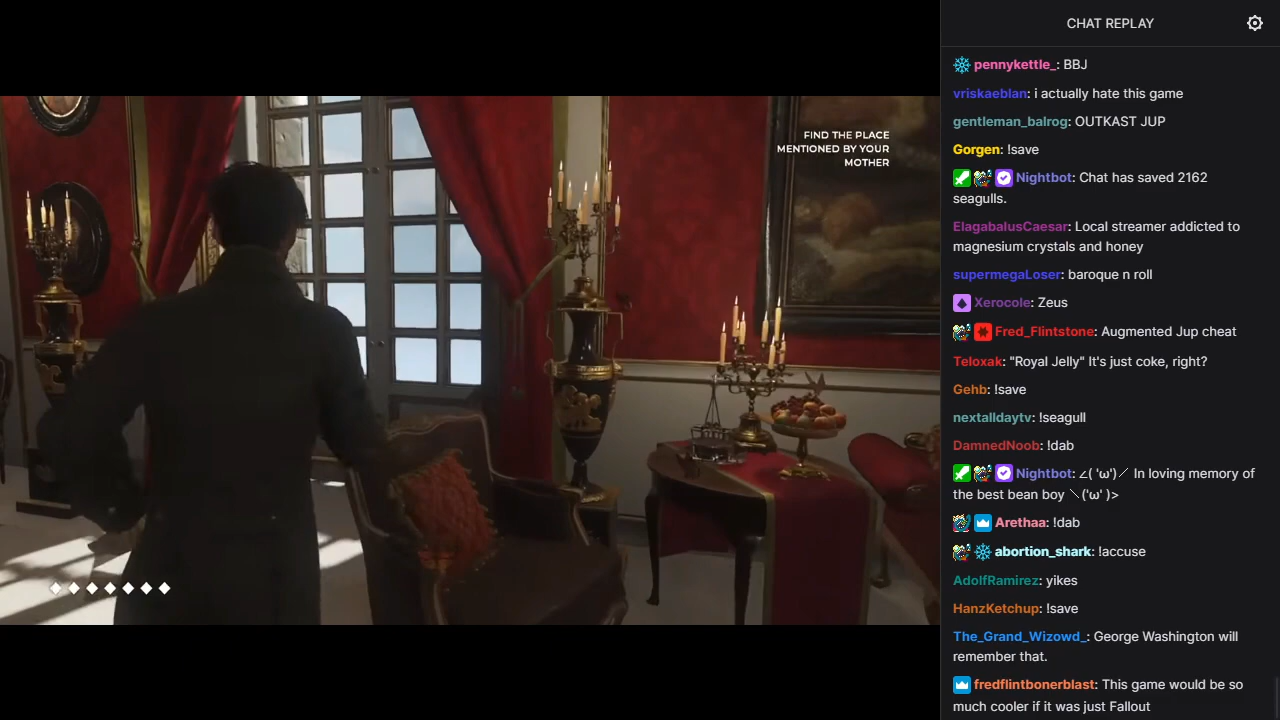 FIND THE PLACE
MENTIONED BY YOUR
MOTHER
CHAT REPLAY
pennykettle_: BBJ
vriskaeblan: i actually hate this game
gentleman_balrog: OUTKAST JUP
Gorgen: !save
Nightbot: Chat has saved 2162
seagulls.
ElagabalusCaesar: Local streamer addicted to
magnesium crystals and honey
supermegaLoser: baroque n roll
Xerocole: Zeus
Fred_Flintstone: Augmented Jup cheat
Teloxak: "Royal Jelly" It's just coke, right?
Gehb: !save
nextalldaytv: !seagull
DamnedNoob: !dab
Nightbot: ∠( 'ω')／ In loving memory of
the best bean boy ＼('ω' )>
Arethaa: !dab
abortion_shark: !accuse
AdolfRamirez: yikes
HanzKetchup: !save
The_Grand_Wizowd_: George Washington will
remember that.
fredflintbonerblast: This game would be so
much cooler if it was just Fallout